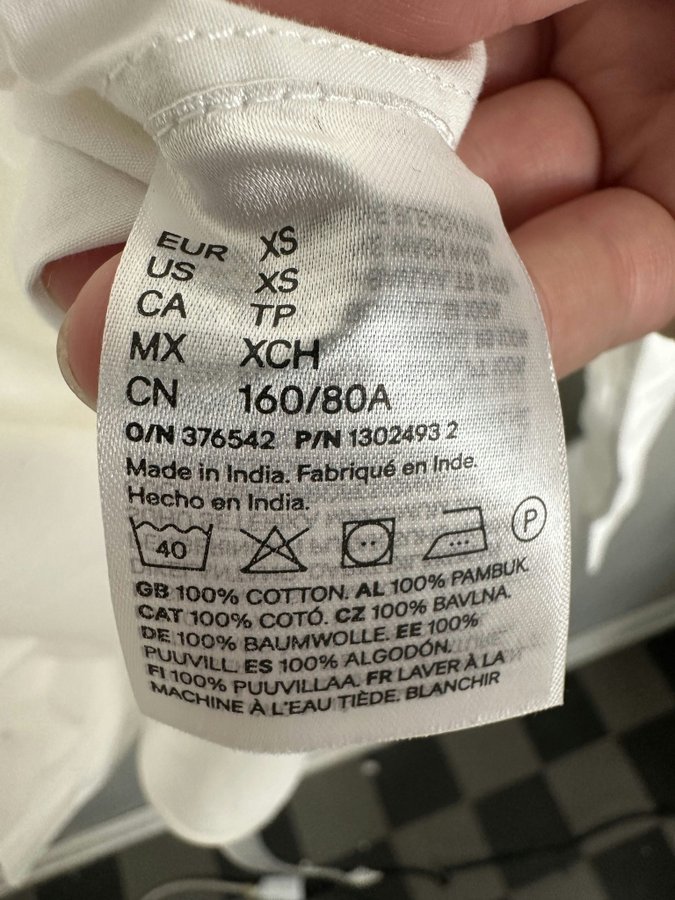 EUR XS
US XS
CA TP
MX XCH
CN 160/80A
O/N 376542 P/N 1302493 2
Made in India. Fabriqué en Inde.
Hecho en India.
40 P
GB 100% COTTON. AL 100% PAMBUK.
CAT 100% COTÓ. CZ 100% BAVLNA.
DE 100% BAUMWOLLE. EE 100%
PUUVILL. ES 100% ALGODÓN.
FI 100% PUUVILLAA. FR LAVER À LA
MACHINE À L'EAU TIÈDE. BLANCHIR